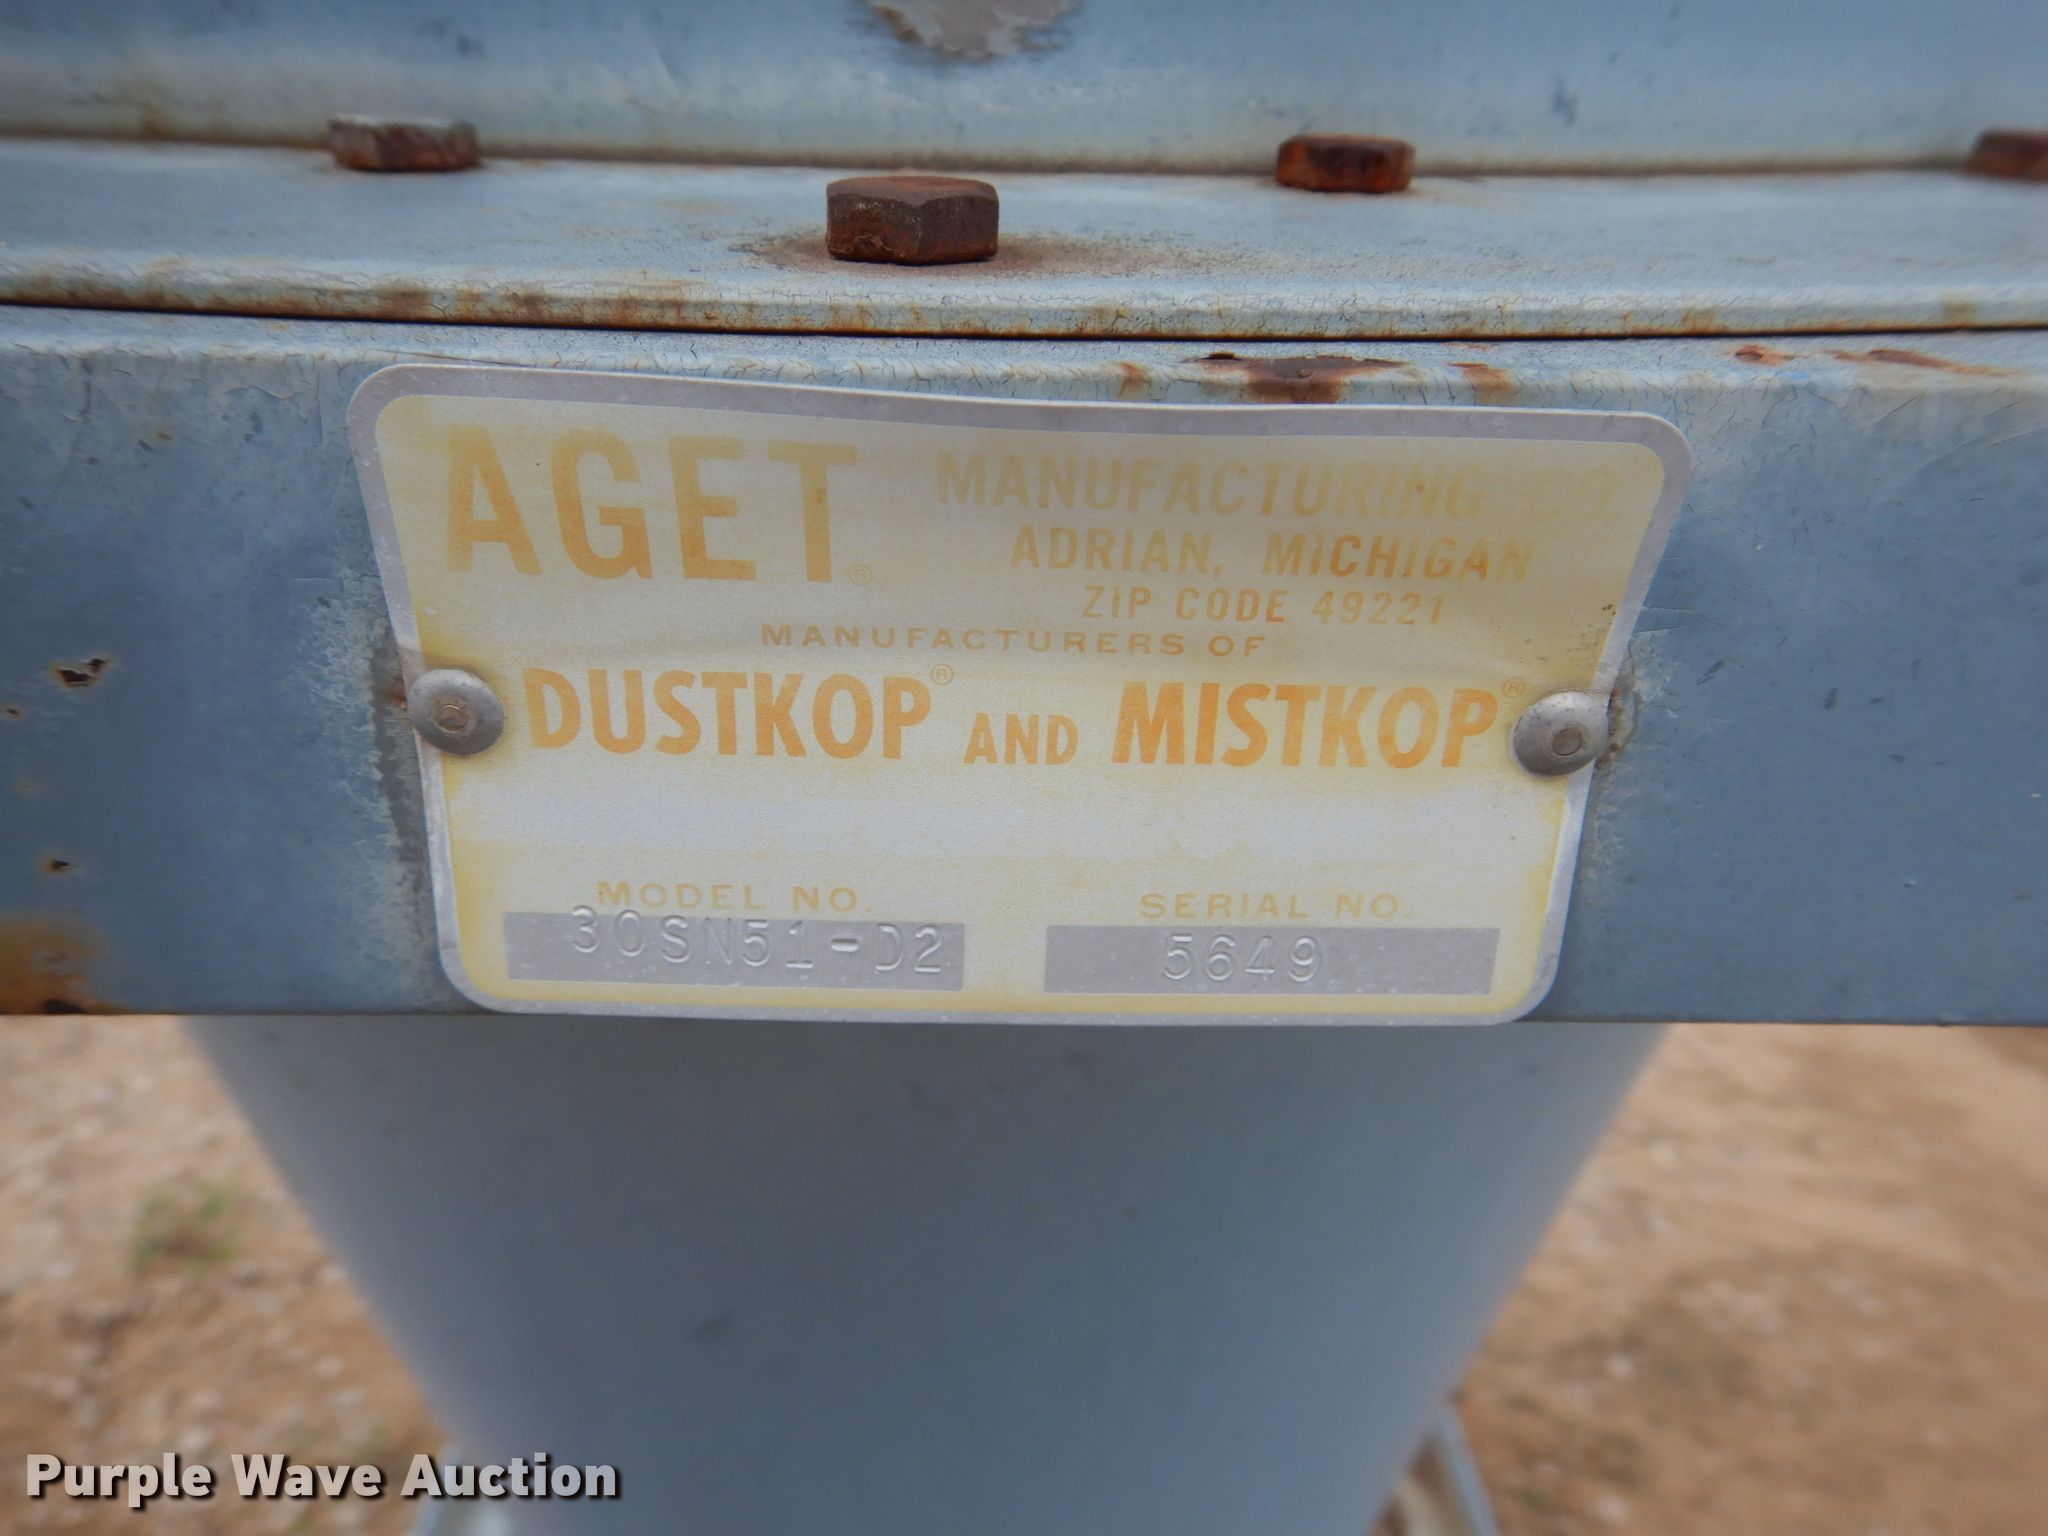 AGET® MANUFACTURING CO.
ADRIAN, MICHIGAN
ZIP CODE 49221
MANUFACTURERS OF
DUSTKOP® AND MISTKOP®
MODEL NO. SERIAL NO.
30SN51-D2 5649
Purple Wave Auction